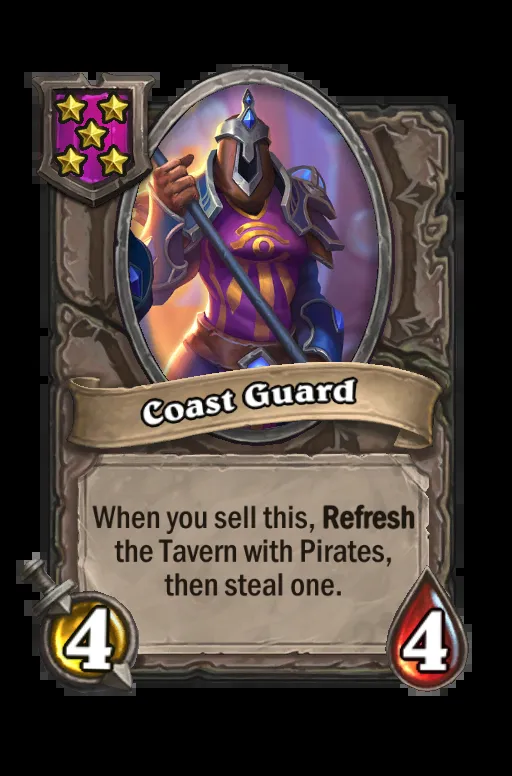 Coast Guard
When you sell this, Refresh
the Tavern with Pirates,
then steal one.
4
4